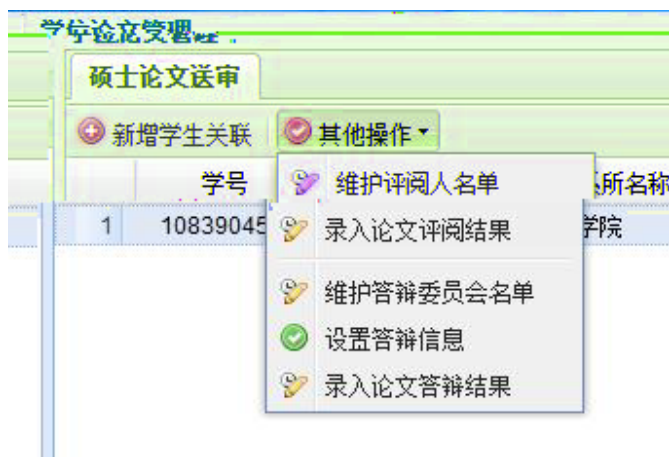 学位论文管理
硕士论文送审
新增学生关联 其他操作
学号 系所名称
1 10839045 学院
维护评阅人名单
录入论文评阅结果
维护答辩委员会名单
设置答辩信息
录入论文答辩结果